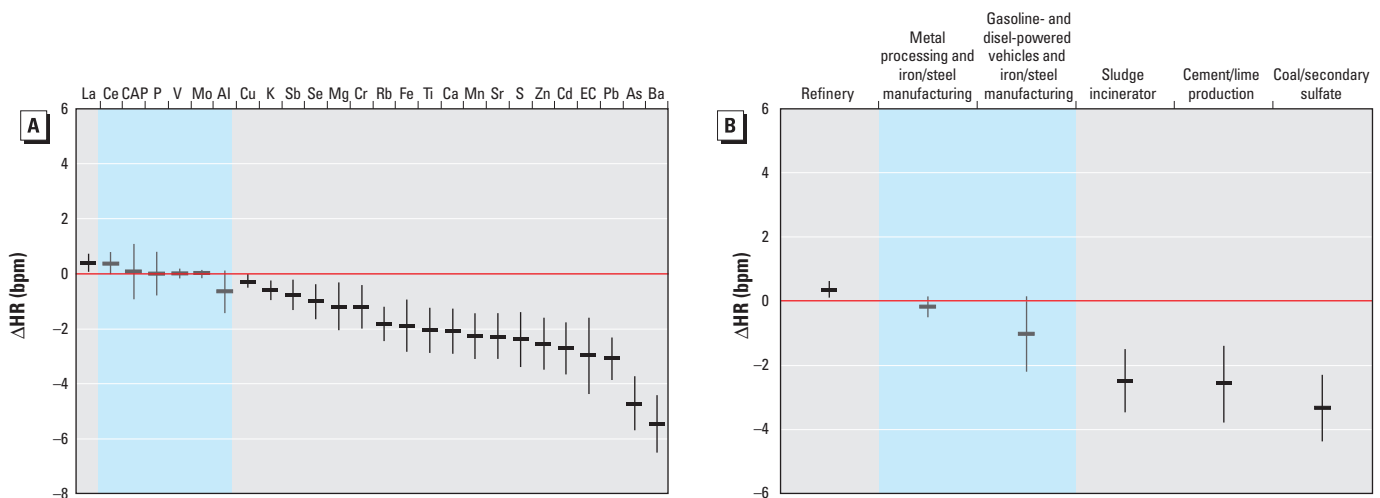 La Ce CAP P V Mo Al Cu K Sb Se Mg Cr Rb Fe Ti Ca Mn Sr S Zn Cd EC Pb As Ba
A
6
4
2
0
–2
–4
–6
–8
ΔHR (bpm)
Refinery
Metal
processing and
iron/steel
manufacturing
Gasoline- and
disel-powered
vehicles and
iron/steel
manufacturing
Sludge
incinerator
Cement/lime
production
Coal/secondary
sulfate
B
6
4
2
0
–2
–4
–6
ΔHR (bpm)